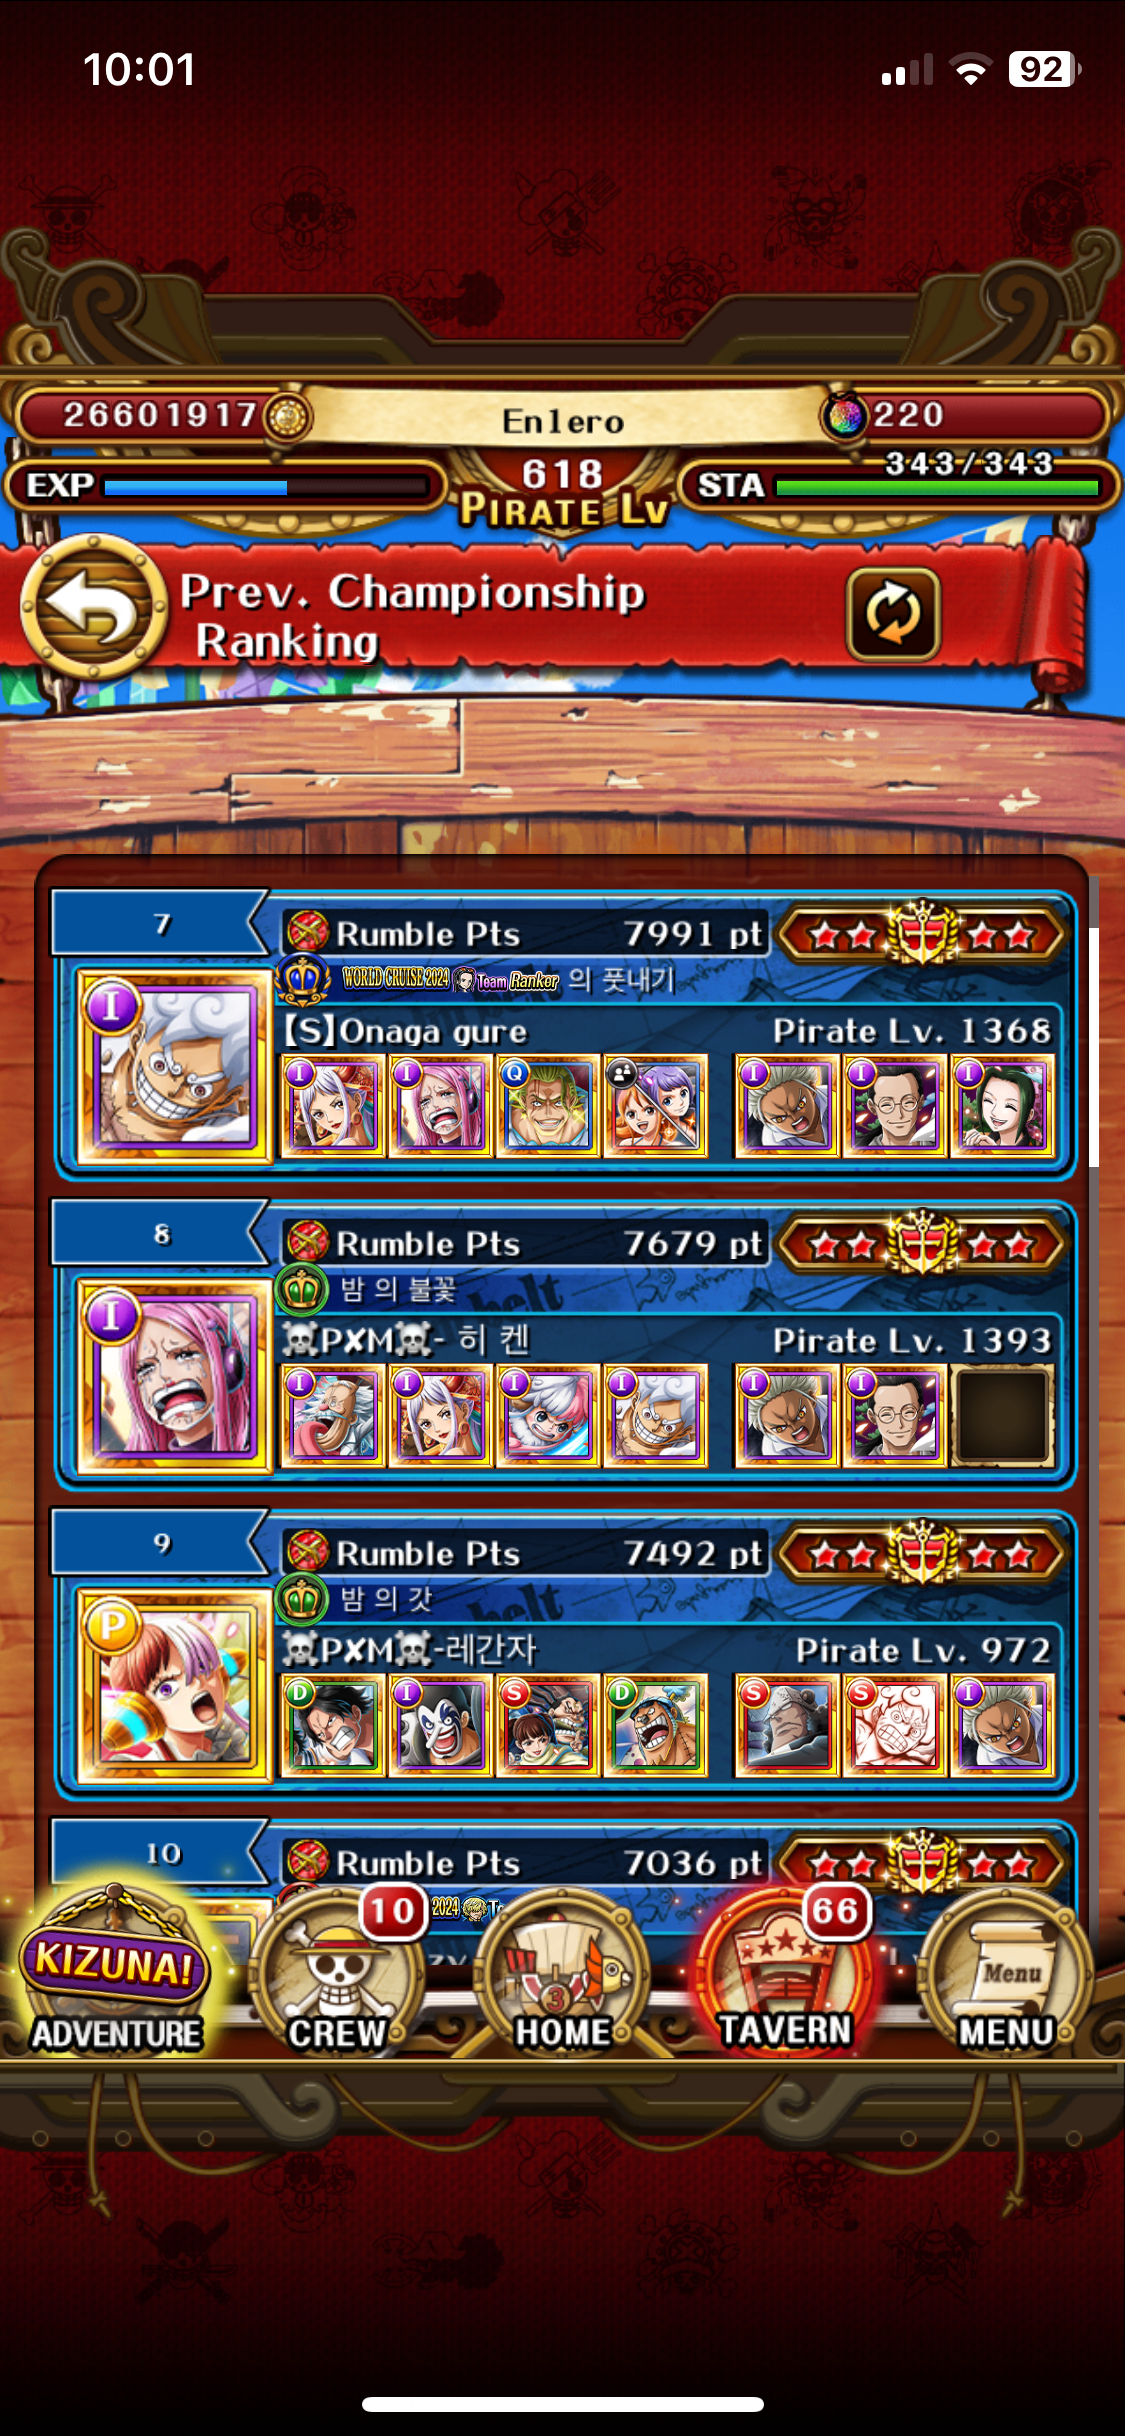 10:01
92
26601917
En1ero
220
EXP
618
PIRATE Lv
STA
343/343
Prev. Championship
Ranking
7
Rumble Pts 7991 pt
WORLD CRUISE 2024 Team Ranker 의 풋내기
【S】Onaga gure Pirate Lv. 1368
I
I I Q I I I
8
Rumble Pts 7679 pt
밤 의 불꽃
☠P✘M☠- 히 켄 Pirate Lv. 1393
I
I I I I I I
9
Rumble Pts 7492 pt
밤 의 갓
☠P✘M☠-레간자 Pirate Lv. 972
P
D I S D S S I
10
Rumble Pts 7036 pt
2024
KIZUNA!
ADVENTURE
10
CREW
3
HOME
66
TAVERN
Menu
MENU